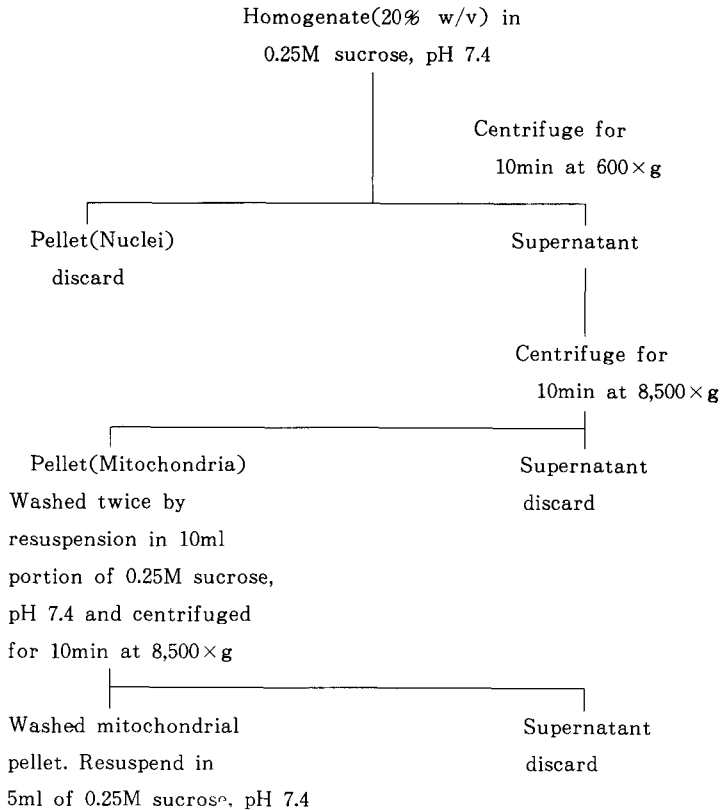 Homogenate(20% w/v) in
0.25M sucrose, pH 7.4
Centrifuge for
10min at 600×g
Pellet(Nuclei)
discard
Supernatant
Centrifuge for
10min at 8,500×g
Pellet(Mitochondria)
Washed twice by
resuspension in 10ml
portion of 0.25M sucrose,
pH 7.4 and centrifuged
for 10min at 8,500×g
Supernatant
discard
Washed mitochondrial
pellet. Resuspend in
5ml of 0.25M sucrose, pH 7.4
Supernatant
discard